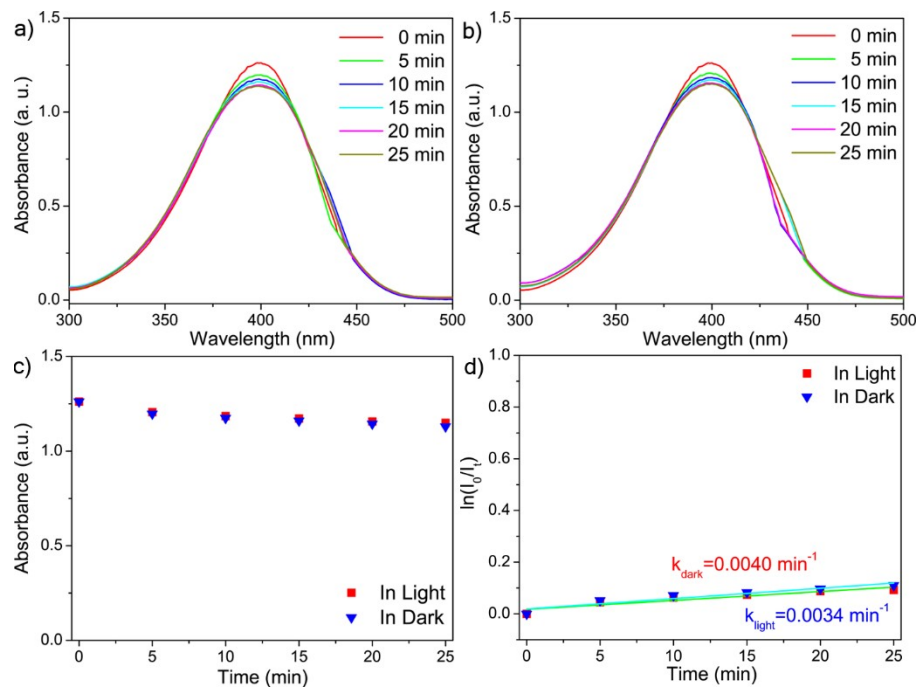 a)
Absorbance (a. u.)
1.5
1.0
0.5
0.0
300
350
400
450
500
Wavelength (nm)
0 min
5 min
10 min
15 min
20 min
25 min
b)
Absorbance (a.u.)
1.5
1.0
0.5
0.0
300
350
400
450
500
Wavelength (nm)
0 min
5 min
10 min
15 min
20 min
25 min
c)
Absorbance (a.u.)
1.5
1.0
0.5
0.0
0
5
10
15
20
25
Time (min)
In Light
In Dark
d)
ln(I₀/Iₜ)
1.0
0.8
0.6
0.4
0.2
0.0
0
5
10
15
20
25
Time (min)
In Light
In Dark
k_dark=0.0040 min⁻¹
k_light=0.0034 min⁻¹